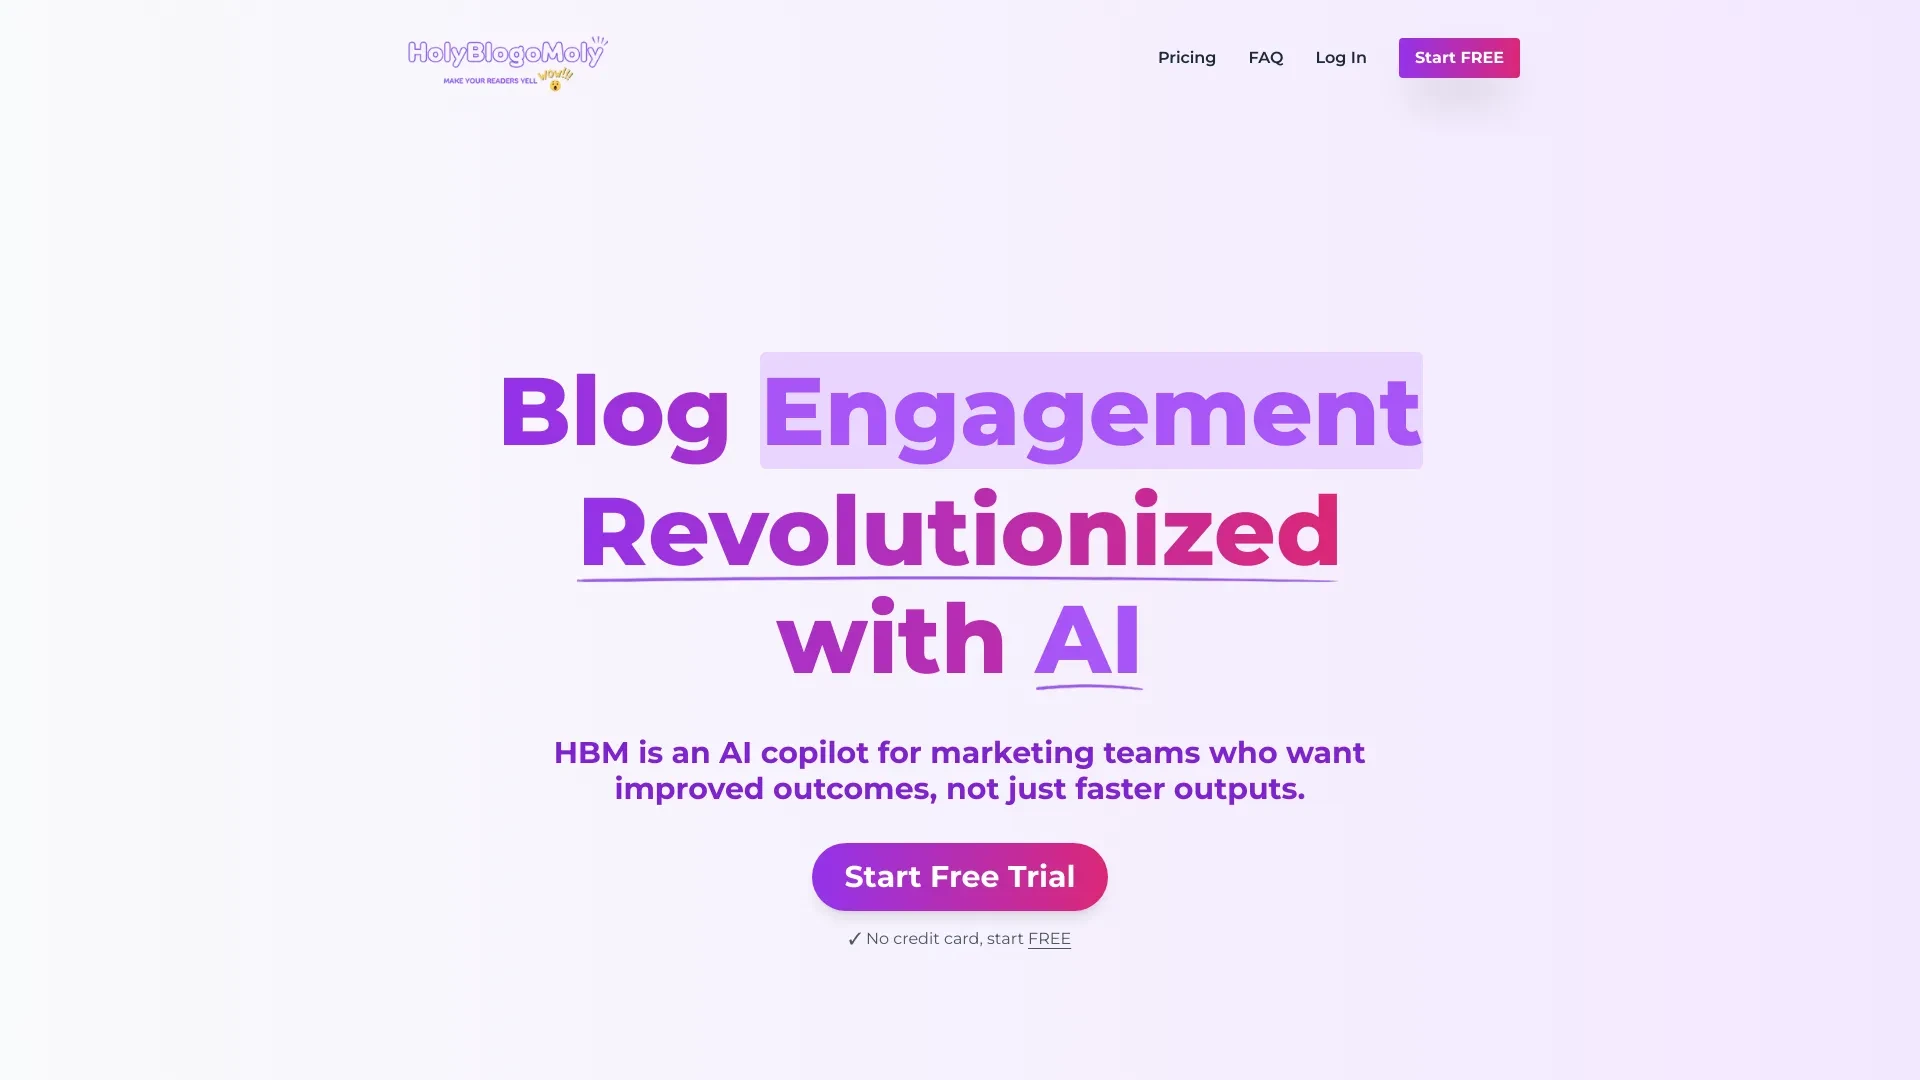 HolyBlogoMoly
MAKE YOUR READERS YELL WOW!!
Pricing
FAQ
Log In
Start FREE
Blog Engagement
Revolutionized
with AI
HBM is an AI copilot for marketing teams who want
improved outcomes, not just faster outputs.
Start Free Trial
✓ No credit card, start FREE